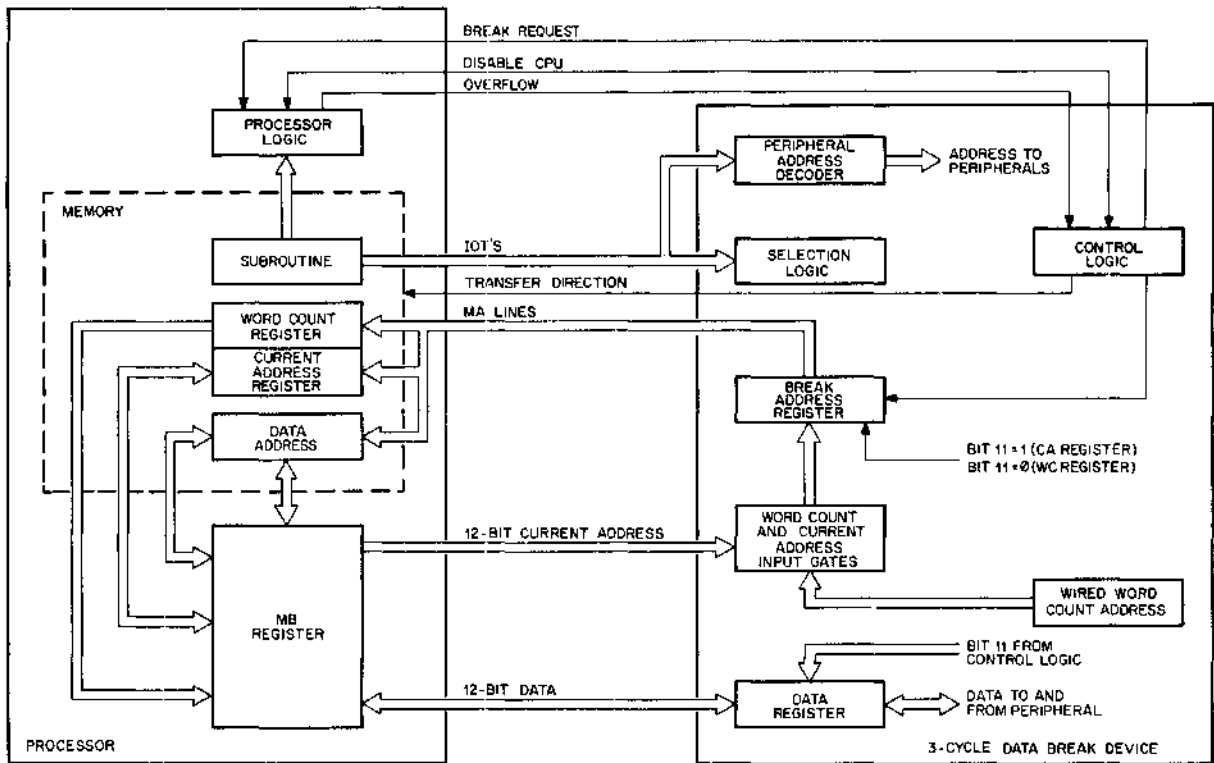 BREAK REQUEST
DISABLE CPU
OVERFLOW
PROCESSOR
LOGIC
PERIPHERAL
ADDRESS
DECODER
ADDRESS TO
PERIPHERALS
MEMORY
SUBROUTINE
IOT'S
SELECTION
LOGIC
CONTROL
LOGIC
TRANSFER DIRECTION
MA LINES
WORD COUNT
REGISTER
CURRENT
ADDRESS
REGISTER
BREAK
ADDRESS
REGISTER
DATA
ADDRESS
BIT 11=1 (CA REGISTER)
BIT 11=0 (WC REGISTER)
12-BIT CURRENT ADDRESS
WORD COUNT
AND CURRENT
ADDRESS
INPUT GATES
WIRED WORD
COUNT ADDRESS
MB
REGISTER
BIT 11 FROM
CONTROL LOGIC
12-BIT DATA
DATA
REGISTER
DATA TO AND
FROM PERIPHERAL
PROCESSOR
3-CYCLE DATA BREAK DEVICE